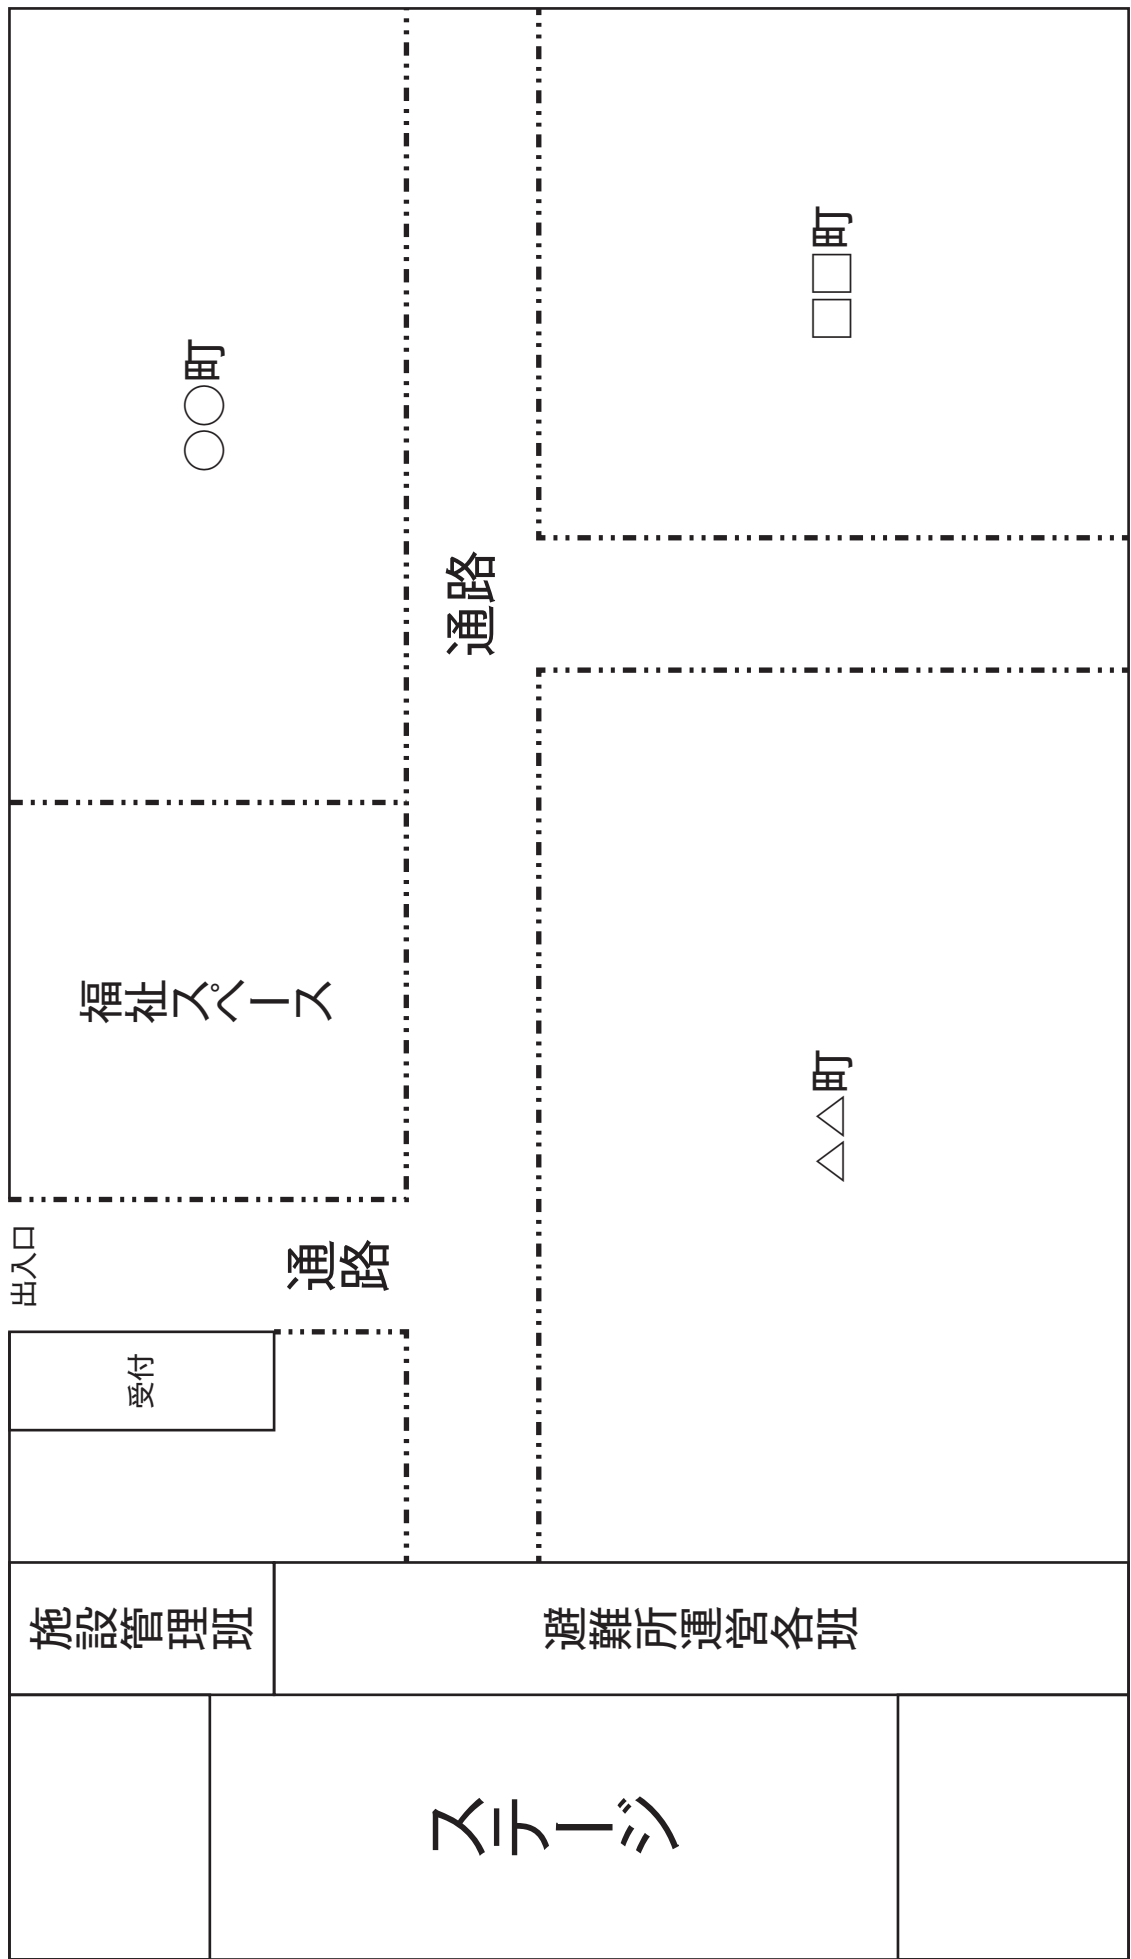 ステージ
施設管理班
避難所運営各班
受付
出入口
通路
福祉スペース
○○町
通路
△△町
□□町